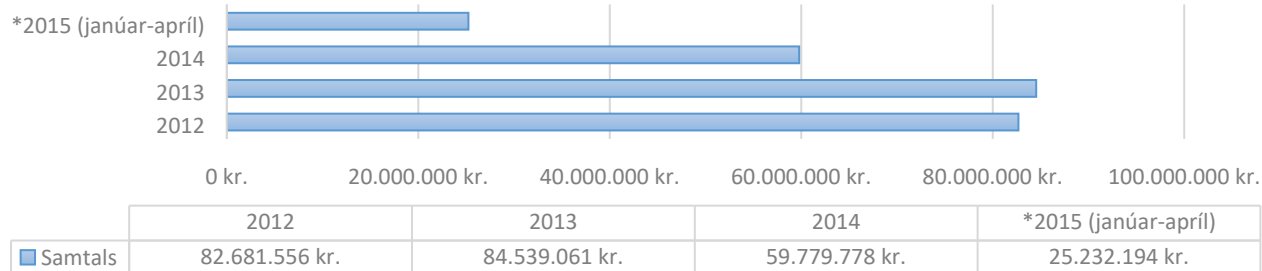 *2015 (janúar-apríl)
2014
2013
2012
0 kr. 20.000.000 kr. 40.000.000 kr. 60.000.000 kr. 80.000.000 kr. 100.000.000 kr.
2012 2013 2014 *2015 (janúar-apríl)
Samtals 82.681.556 kr. 84.539.061 kr. 59.779.778 kr. 25.232.194 kr.